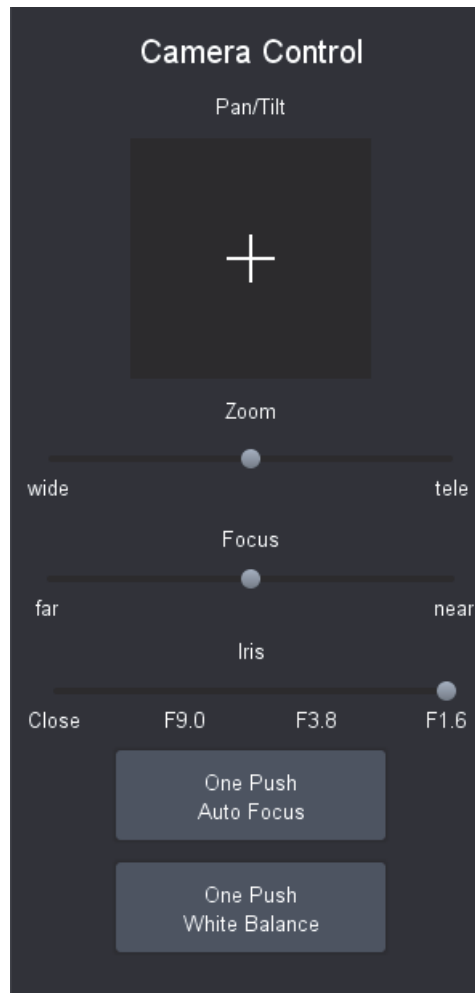 Camera Control
Pan/Tilt
Zoom
wide tele
Focus
far near
Iris
Close F9.0 F3.8 F1.6
One Push
Auto Focus
One Push
White Balance